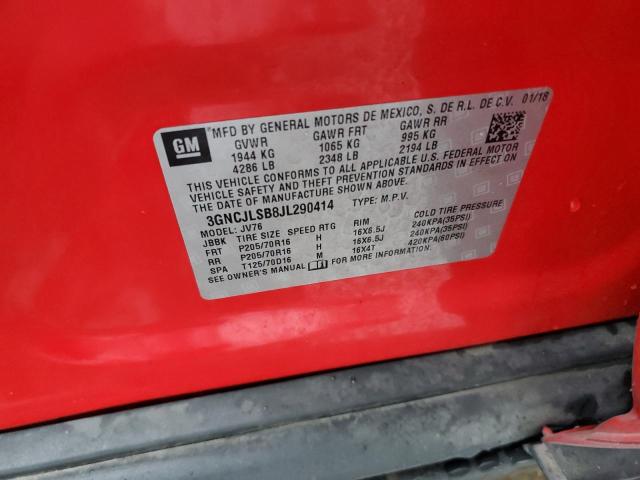 GM
MFD BY GENERAL MOTORS DE MEXICO, S. DE R.L. DE C.V. 01/18
GVWR GAWR FRT GAWR RR
1944 KG 1065 KG 995 KG
4286 LB 2348 LB 2194 LB
THIS VEHICLE CONFORMS TO ALL APPLICABLE U.S. FEDERAL MOTOR
VEHICLE SAFETY AND THEFT PREVENTION STANDARDS IN EFFECT ON
THE DATE OF MANUFACTURE SHOWN ABOVE.
3GNCJLSB8JL290414 TYPE: M.P.V.
MODEL: JV76
JBBK TIRE SIZE SPEED RTG RIM COLD TIRE PRESSURE
FRT P205/70R16 H 16X6.5J 240KPA(35PSI)
RR P205/70R16 H 16X6.5J 240KPA(35PSI)
SPA T125/70D16 M 16X4T 420KPA(60PSI)
SEE OWNER'S MANUAL FOR MORE INFORMATION.